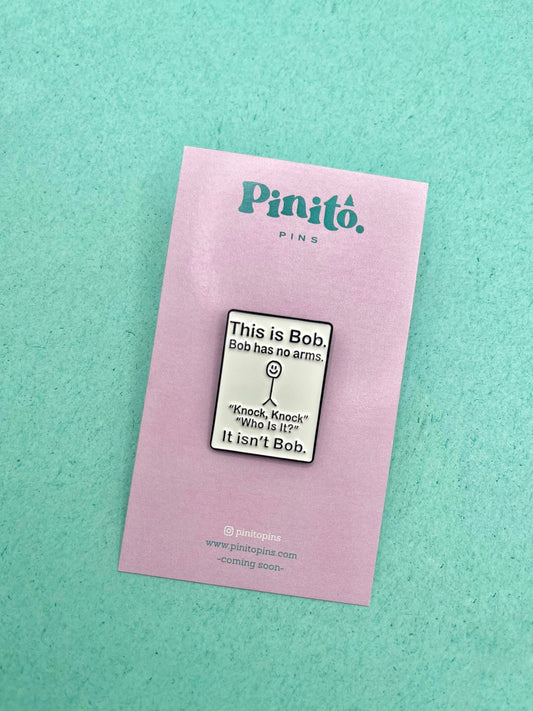 Pinito.
PINS
This is Bob.
Bob has no arms.
"Knock, Knock"
"Who Is It?"
It isn't Bob.
pinitopins
www.pinitopins.com
-coming soon-